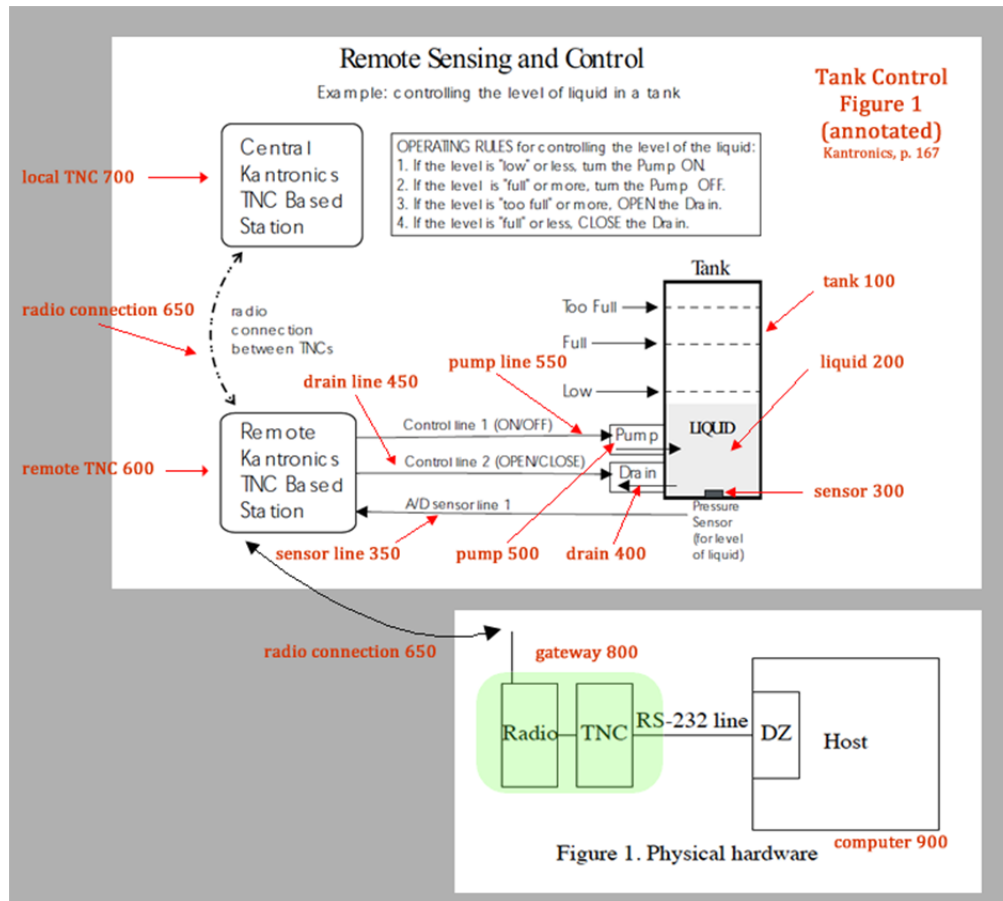 Remote Sensing and Control
Example: controlling the level of liquid in a tank
Tank Control
Figure 1
(annotated)
Kantronics, p. 167
local TNC 700
Central
Kantronics
TNC Based
Station
OPERATING RULES for controlling the level of the liquid:
1. If the level is "low" or less, turn the Pump ON.
2. If the level is "full" or more, turn the Pump OFF.
3. If the level is "too full" or more, OPEN the Drain.
4. If the level is "full" or less, CLOSE the Drain.
radio connection 650
radio
connection
between TNCs
Tank
tank 100
Too Full
Full
Low
pump line 550
liquid 200
drain line 450
remote TNC 600
Remote
Kantronics
TNC Based
Station
Control line 1 (ON/OFF)
Pump
LIQUID
Control line 2 (OPEN/CLOSE)
Drain
A/D sensor line 1
sensor 300
Pressure
Sensor
(for level
of liquid)
sensor line 350
pump 500
drain 400
radio connection 650
gateway 800
Radio
TNC
RS-232 line
DZ
Host
computer 900
Figure 1. Physical hardware